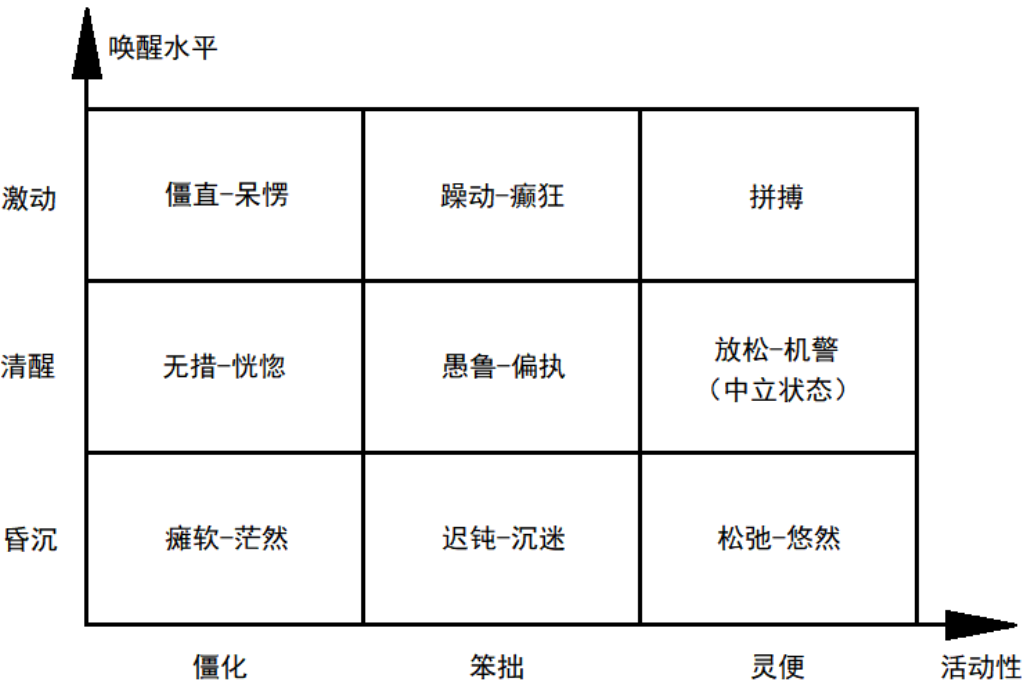 唤醒水平
激动
僵直-呆愣
躁动-癫狂
拼搏
清醒
无措-恍惚
愚鲁-偏执
放松-机警
（中立状态）
昏沉
瘫软-茫然
迟钝-沉迷
松弛-悠然
僵化
笨拙
灵便
活动性